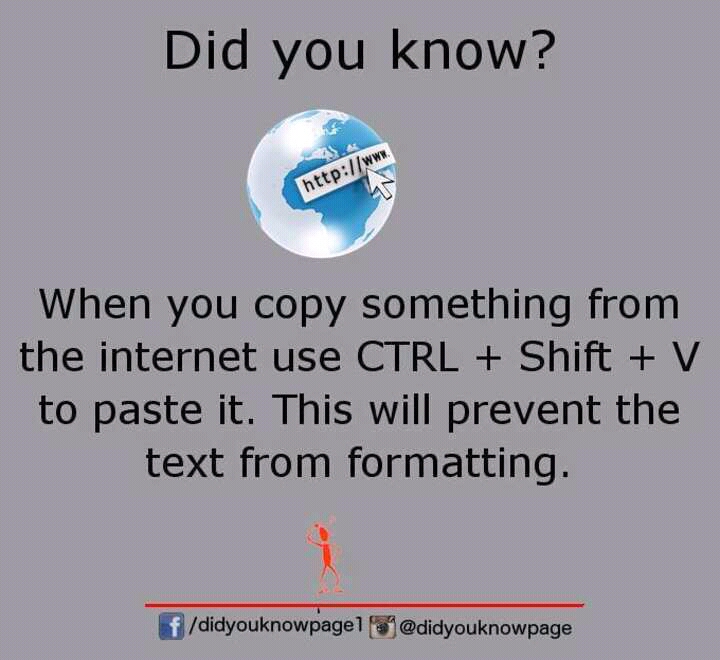 Did you know?
http://www.
When you copy something from
the internet use CTRL + Shift + V
to paste it. This will prevent the
text from formatting.
/didyouknowpage1 @didyouknowpage